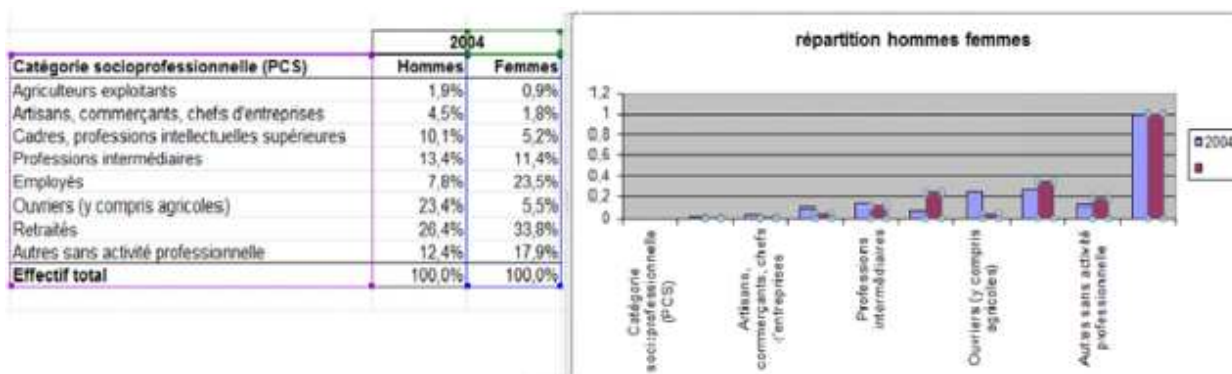 2004
Catégorie socioprofessionnelle (PCS) Hommes Femmes
Agriculteurs exploitants 1,9% 0,9%
Artisans, commerçants, chefs d'entreprises 4,5% 1,8%
Cadres, professions intellectuelles supérieures 10,1% 5,2%
Professions intermédiaires 13,4% 11,4%
Employés 7,8% 23,5%
Ouvriers (y compris agricoles) 23,4% 5,5%
Retraités 26,4% 33,8%
Autres sans activité professionnelle 12,4% 17,9%
Effectif total 100,0% 100,0%
répartition hommes femmes
1,2
1
0,8
0,6
0,4
0,2
0
Catégorie
socioprofessionnelle
(PCS)
Artisans,
commerçants, chefs
d'entreprises
Professions
intermédiaires
Ouvriers (y compris
agricoles)
Autres sans activité
professionnelle
2004